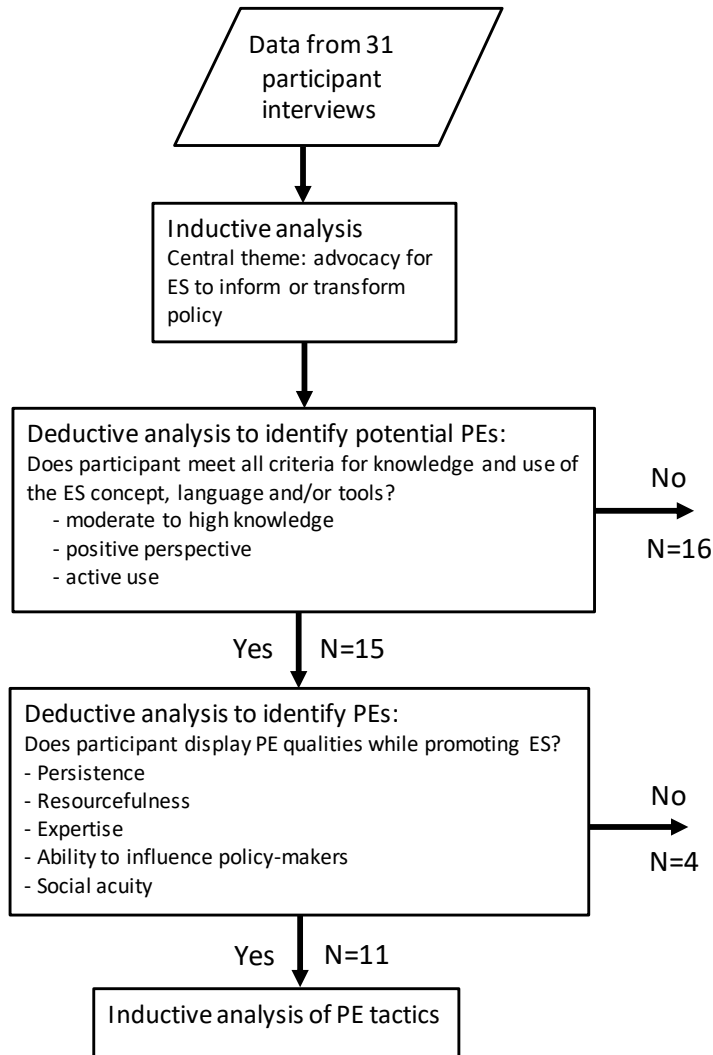 Data from 31
participant
interviews
Inductive analysis
Central theme: advocacy for
ES to inform or transform
policy
Deductive analysis to identify potential PEs:
Does participant meet all criteria for knowledge and use of
the ES concept, language and/or tools?
- moderate to high knowledge
- positive perspective
- active use
No
N=16
Yes N=15
Deductive analysis to identify PEs:
Does participant display PE qualities while promoting ES?
- Persistence
- Resourcefulness
- Expertise
- Ability to influence policy-makers
- Social acuity
No
N=4
Yes N=11
Inductive analysis of PE tactics